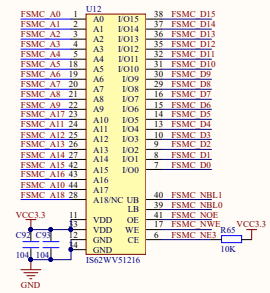 U12
FSMC_A0 1 A0 I/O15 38 FSMC_D15
FSMC_A1 2 A1 I/O14 37 FSMC_D14
FSMC_A2 3 A2 I/O13 36 FSMC_D13
FSMC_A3 4 A3 I/O12 35 FSMC_D12
FSMC_A4 5 A4 I/O11 32 FSMC_D11
FSMC_A5 18 A5 I/O10 31 FSMC_D10
FSMC_A6 19 A6 I/O9 30 FSMC_D9
FSMC_A7 20 A7 I/O8 29 FSMC_D8
FSMC_A8 21 A8 I/O7 16 FSMC_D7
FSMC_A9 22 A9 I/O6 15 FSMC_D6
FSMC_A17 23 A10 I/O5 14 FSMC_D5
FSMC_A11 24 A11 I/O4 13 FSMC_D4
FSMC_A12 25 A12 I/O3 10 FSMC_D3
FSMC_A13 26 A13 I/O2 9 FSMC_D2
FSMC_A14 27 A14 I/O1 8 FSMC_D1
FSMC_A15 42 A15 I/O0 7 FSMC_D0
FSMC_A16 43 A16
FSMC_A10 44 A17
FSMC_A18 28 A18/NC UB 40 FSMC_NBL1
LB 39 FSMC_NBL0
VCC3.3 11 VDD OE 41 FSMC_NOE
VDD WE 17 FSMC_NWE R65 VCC3.3
C92 C93 12 GND CE 6 FSMC_NE3
GND 10K
104 104 IS62WV51216
GND